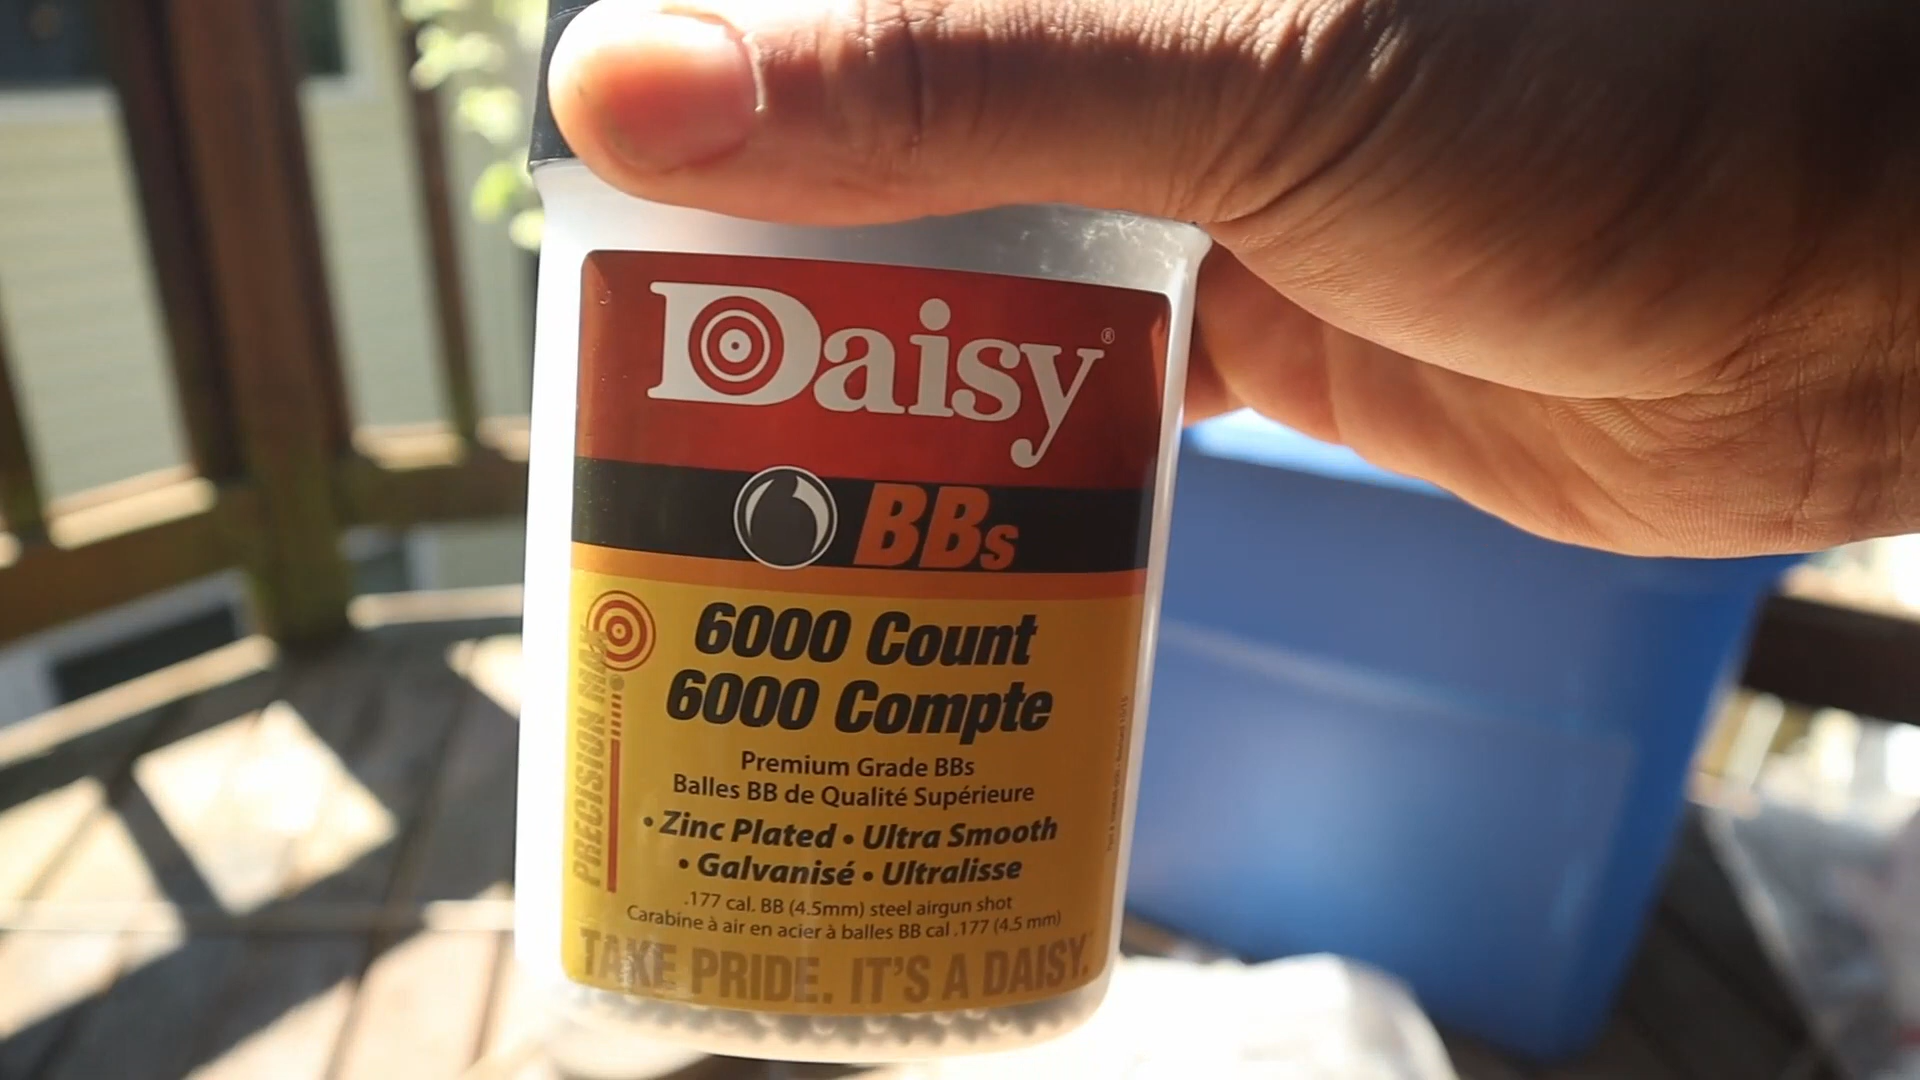 Daisy®
BBs
6000 Count
6000 Compte
PRECISION MAX
Premium Grade BBs
Balles BB de Qualité Supérieure
• Zinc Plated • Ultra Smooth
• Galvanisé • Ultralisse
.177 cal. BB (4.5mm) steel airgun shot
Carabine à air en acier à balles BB cal .177 (4.5 mm)
TAKE PRIDE. IT'S A DAISY.